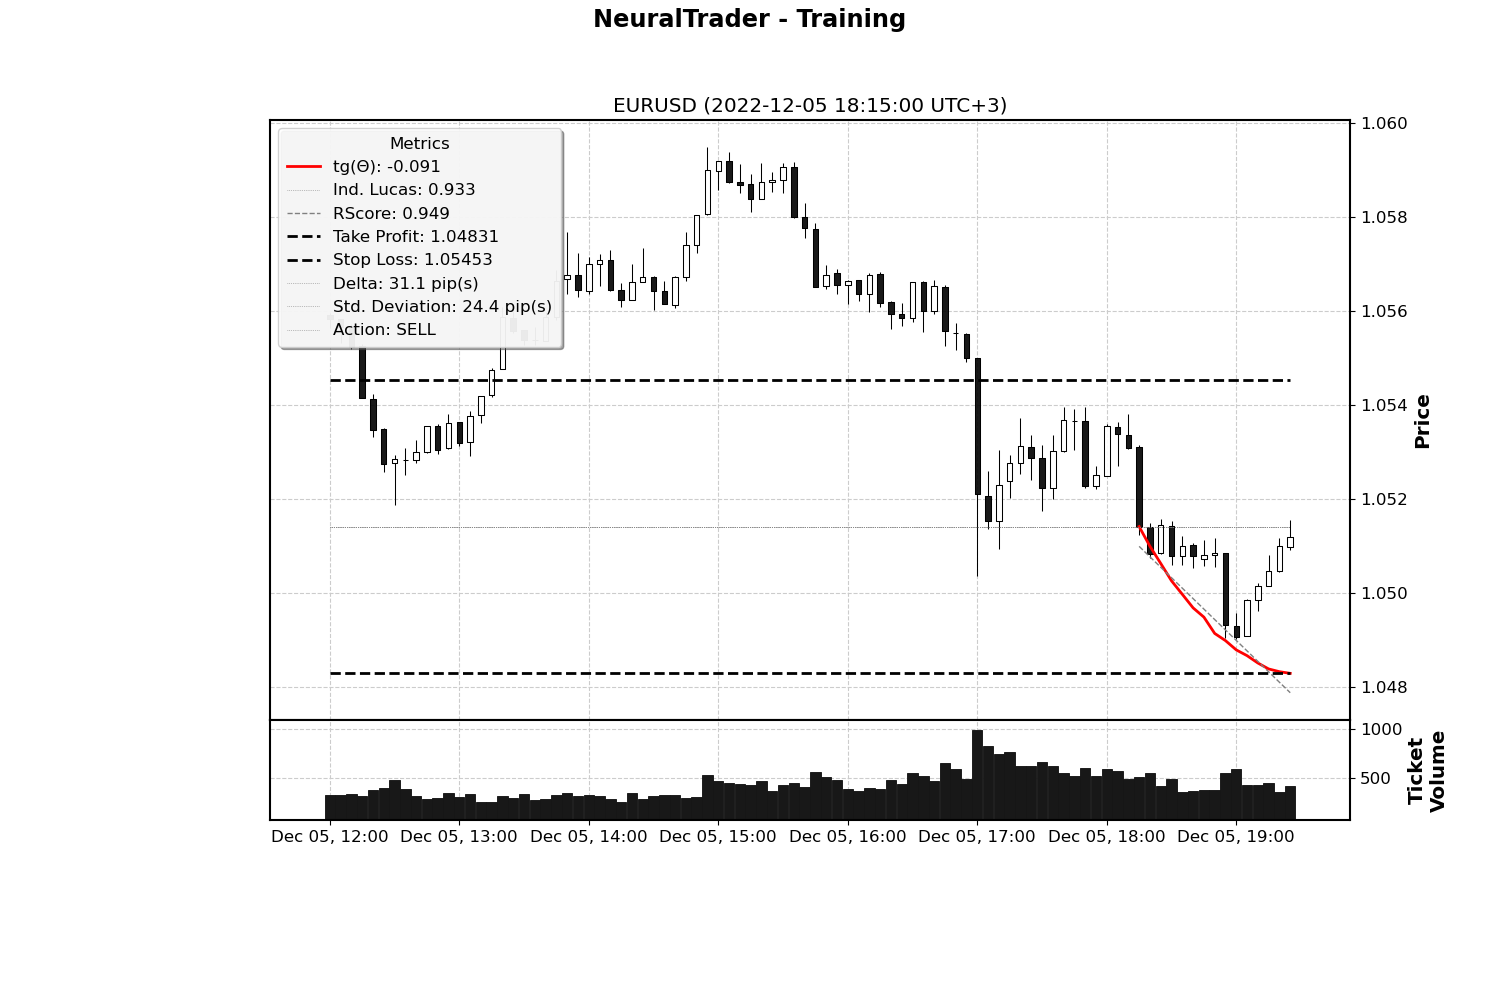 NeuralTrader - Training
EURUSD (2022-12-05 18:15:00 UTC+3)
Metrics
tg(Θ): -0.091
Ind. Lucas: 0.933
RScore: 0.949
Take Profit: 1.04831
Stop Loss: 1.05453
Delta: 31.1 pip(s)
Std. Deviation: 24.4 pip(s)
Action: SELL
1.060
1.058
1.056
1.054
1.052
1.050
1.048
Price
1000
500
Ticket
Volume
Dec 05, 12:00 Dec 05, 13:00 Dec 05, 14:00 Dec 05, 15:00 Dec 05, 16:00 Dec 05, 17:00 Dec 05, 18:00 Dec 05, 19:00